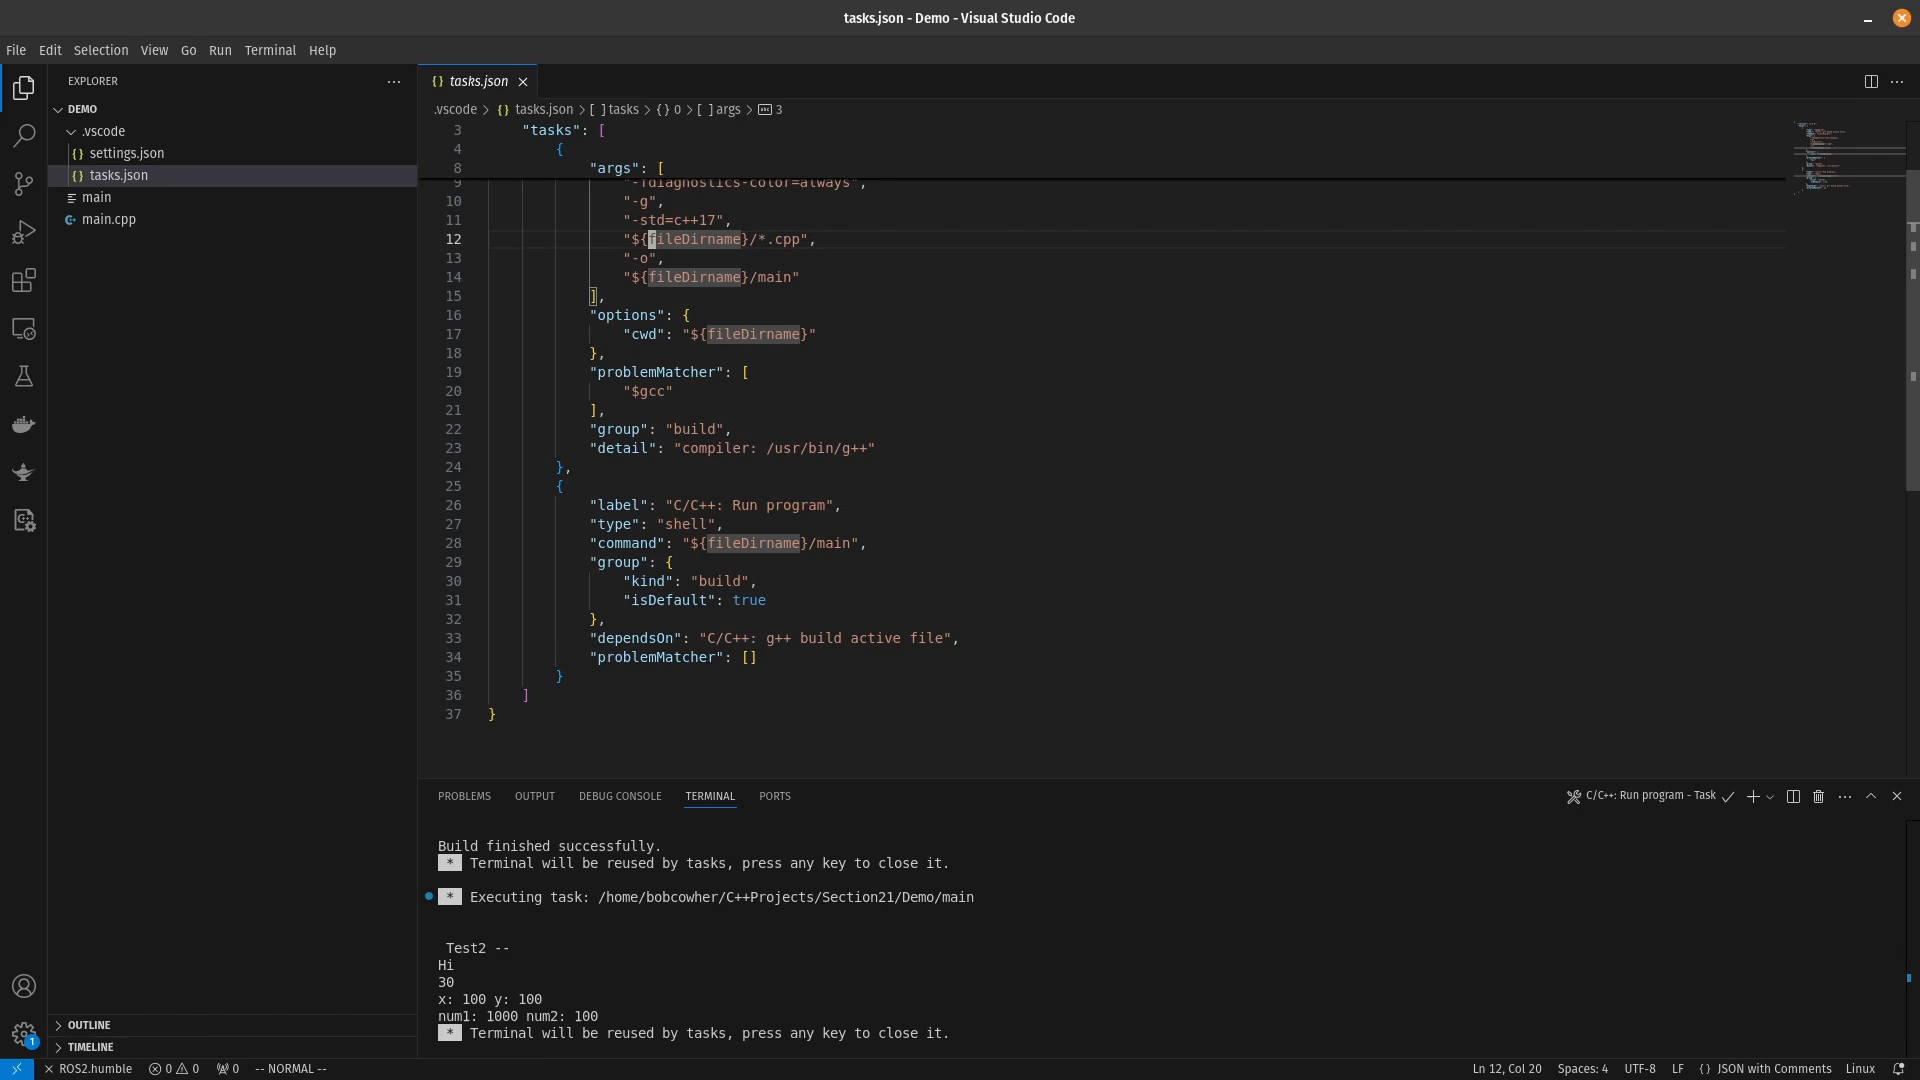 tasks.json - Demo - Visual Studio Code
File Edit Selection View Go Run Terminal Help
EXPLORER
DEMO
.vscode
settings.json
tasks.json
main
main.cpp
OUTLINE
TIMELINE
tasks.json
.vscode > {} tasks.json > [ ] tasks > {} 0 > [ ] args > abc 3
3 "tasks": [
4 {
8 "args": [
9 "-fdiagnostics-color=always",
10 "-g",
11 "-std=c++17",
12 "${fileDirname}/*.cpp",
13 "-o",
14 "${fileDirname}/main"
15 ],
16 "options": {
17 "cwd": "${fileDirname}"
18 },
19 "problemMatcher": [
20 "$gcc"
21 ],
22 "group": "build",
23 "detail": "compiler: /usr/bin/g++"
24 },
25 {
26 "label": "C/C++: Run program",
27 "type": "shell",
28 "command": "${fileDirname}/main",
29 "group": {
30 "kind": "build",
31 "isDefault": true
32 },
33 "dependsOn": "C/C++: g++ build active file",
34 "problemMatcher": []
35 }
36 ]
37 }
PROBLEMS OUTPUT DEBUG CONSOLE TERMINAL PORTS
C/C++: Run program - Task
Build finished successfully.
* Terminal will be reused by tasks, press any key to close it.
* Executing task: /home/bobcowher/C++Projects/Section21/Demo/main
Test2 --
Hi
30
x: 100 y: 100
num1: 1000 num2: 100
* Terminal will be reused by tasks, press any key to close it.
1
ROS2.humble 0 0 0 -- NORMAL --
Ln 12, Col 20 Spaces: 4 UTF-8 LF {} JSON with Comments Linux